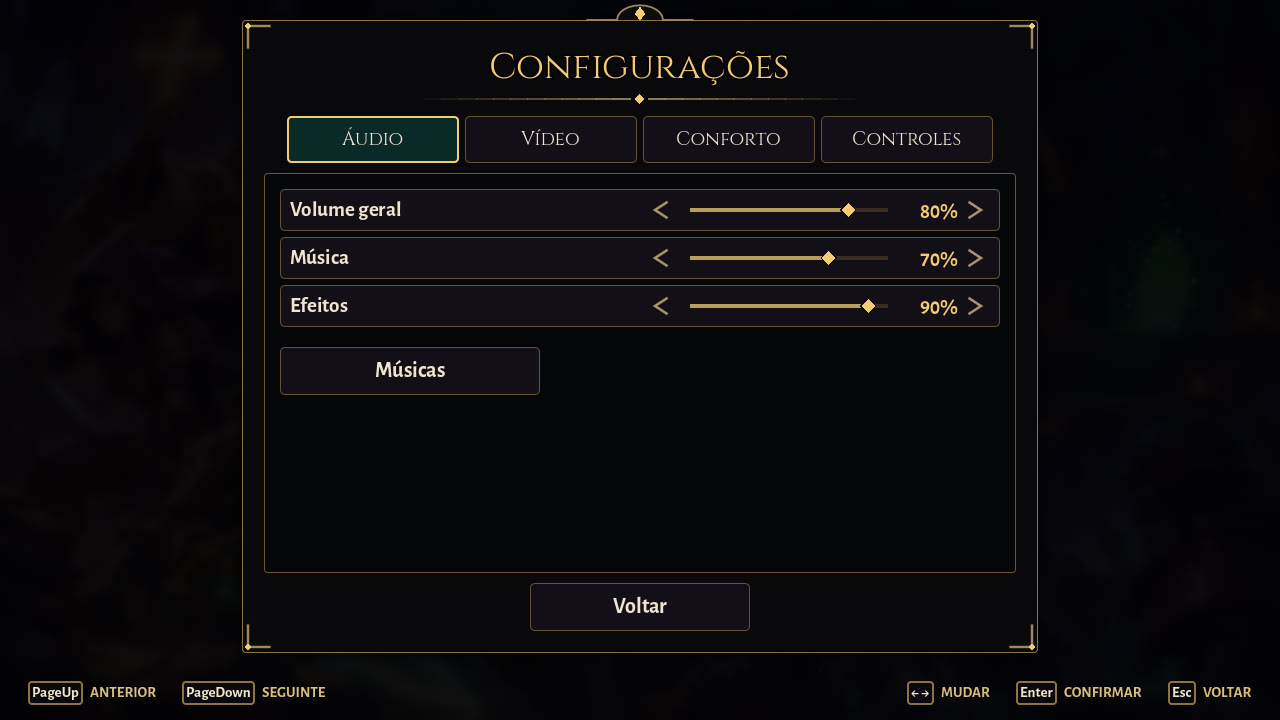 Configurações
Áudio
Vídeo
Conforto
Controles
Volume geral
80%
Música
70%
Efeitos
90%
Músicas
Voltar
PageUp ANTERIOR PageDown SEGUINTE ←→ MUDAR Enter CONFIRMAR Esc VOLTAR